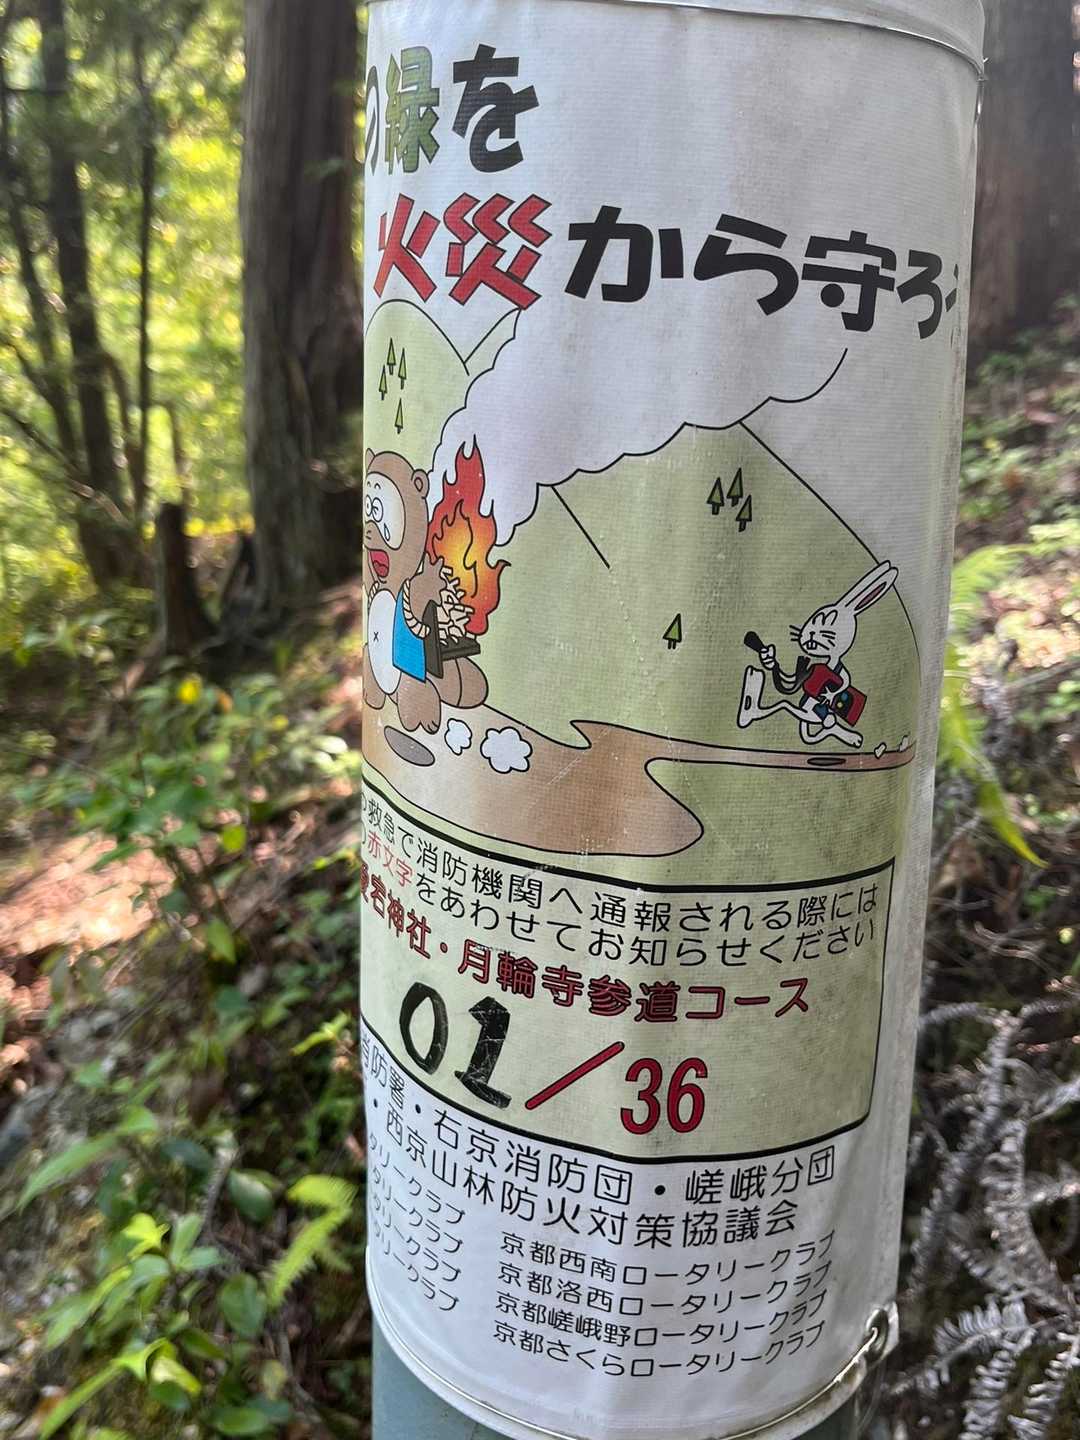 の緑を
火災から守ろう
救急で消防機関へ通報される際には
赤文字をあわせてお知らせください
愛宕神社・月輪寺参道コース
01/36
消防署・右京消防団・嵯峨分団
・西京山林防火対策協議会
タリークラブ 京都西南ロータリークラブ
タリークラブ 京都洛西ロータリークラブ
タリークラブ 京都嵯峨野ロータリークラブ
タリークラブ 京都さくらロータリークラブ